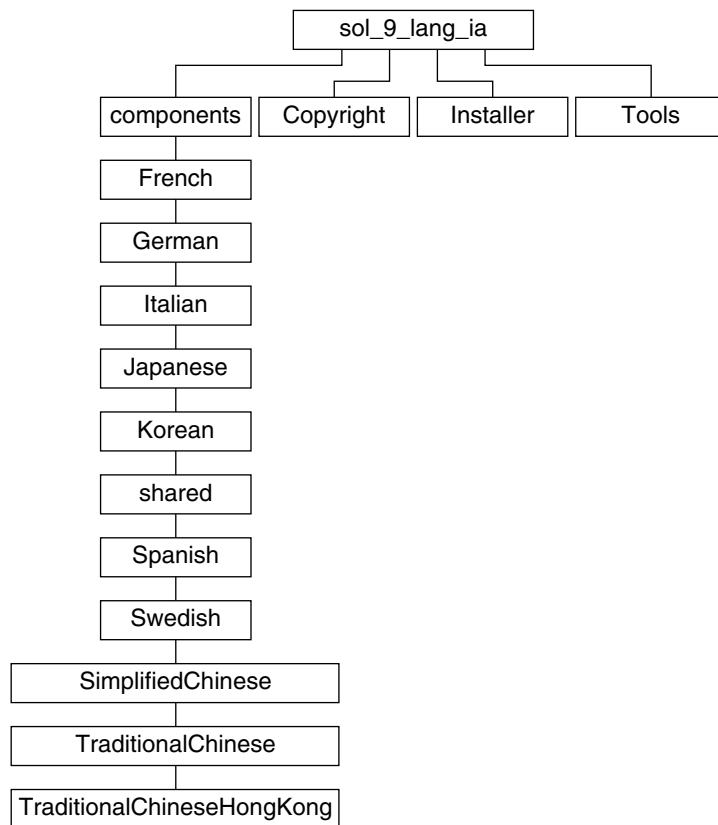 sol_9_lang_ia
components
Copyright
Installer
Tools
French
German
Italian
Japanese
Korean
shared
Spanish
Swedish
SimplifiedChinese
TraditionalChinese
TraditionalChineseHongKong